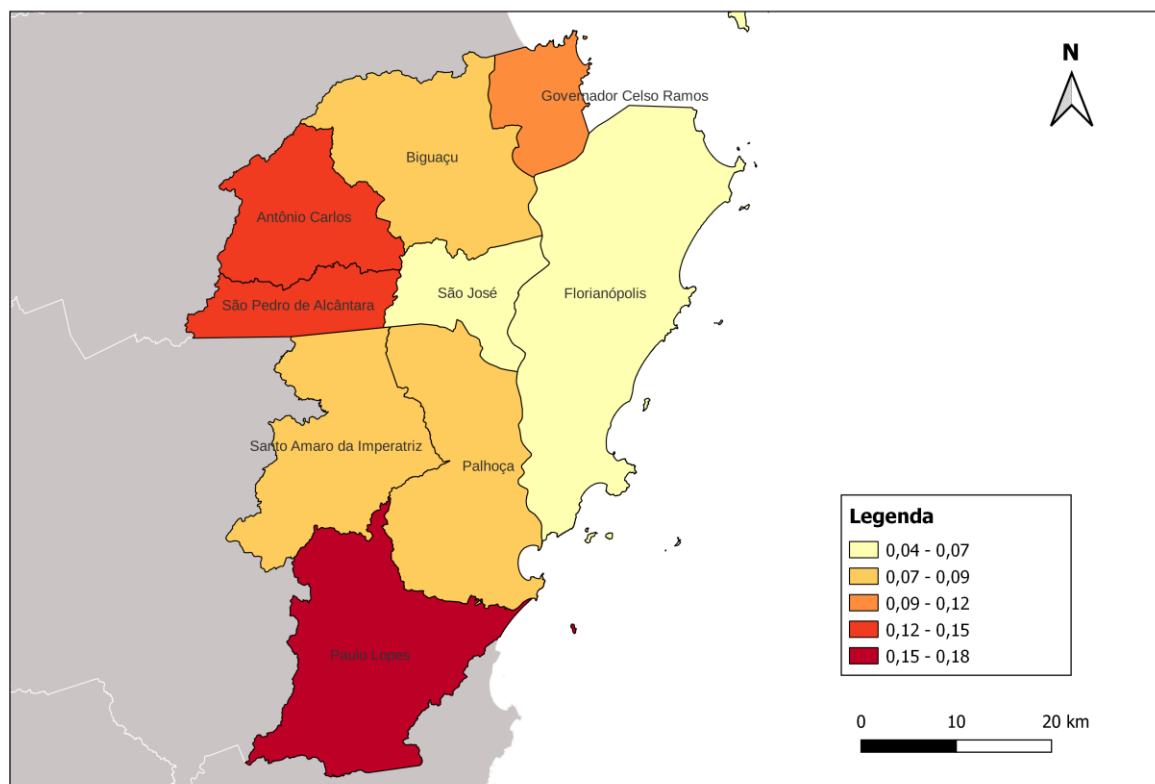 N
Governador Celso Ramos
Biguaçu
Antônio Carlos
São José
Florianópolis
São Pedro de Alcântara
Santo Amaro da Imperatriz
Palhoça
Paulo Lopes
Legenda
0,04 - 0,07
0,07 - 0,09
0,09 - 0,12
0,12 - 0,15
0,15 - 0,18
0 10 20 km